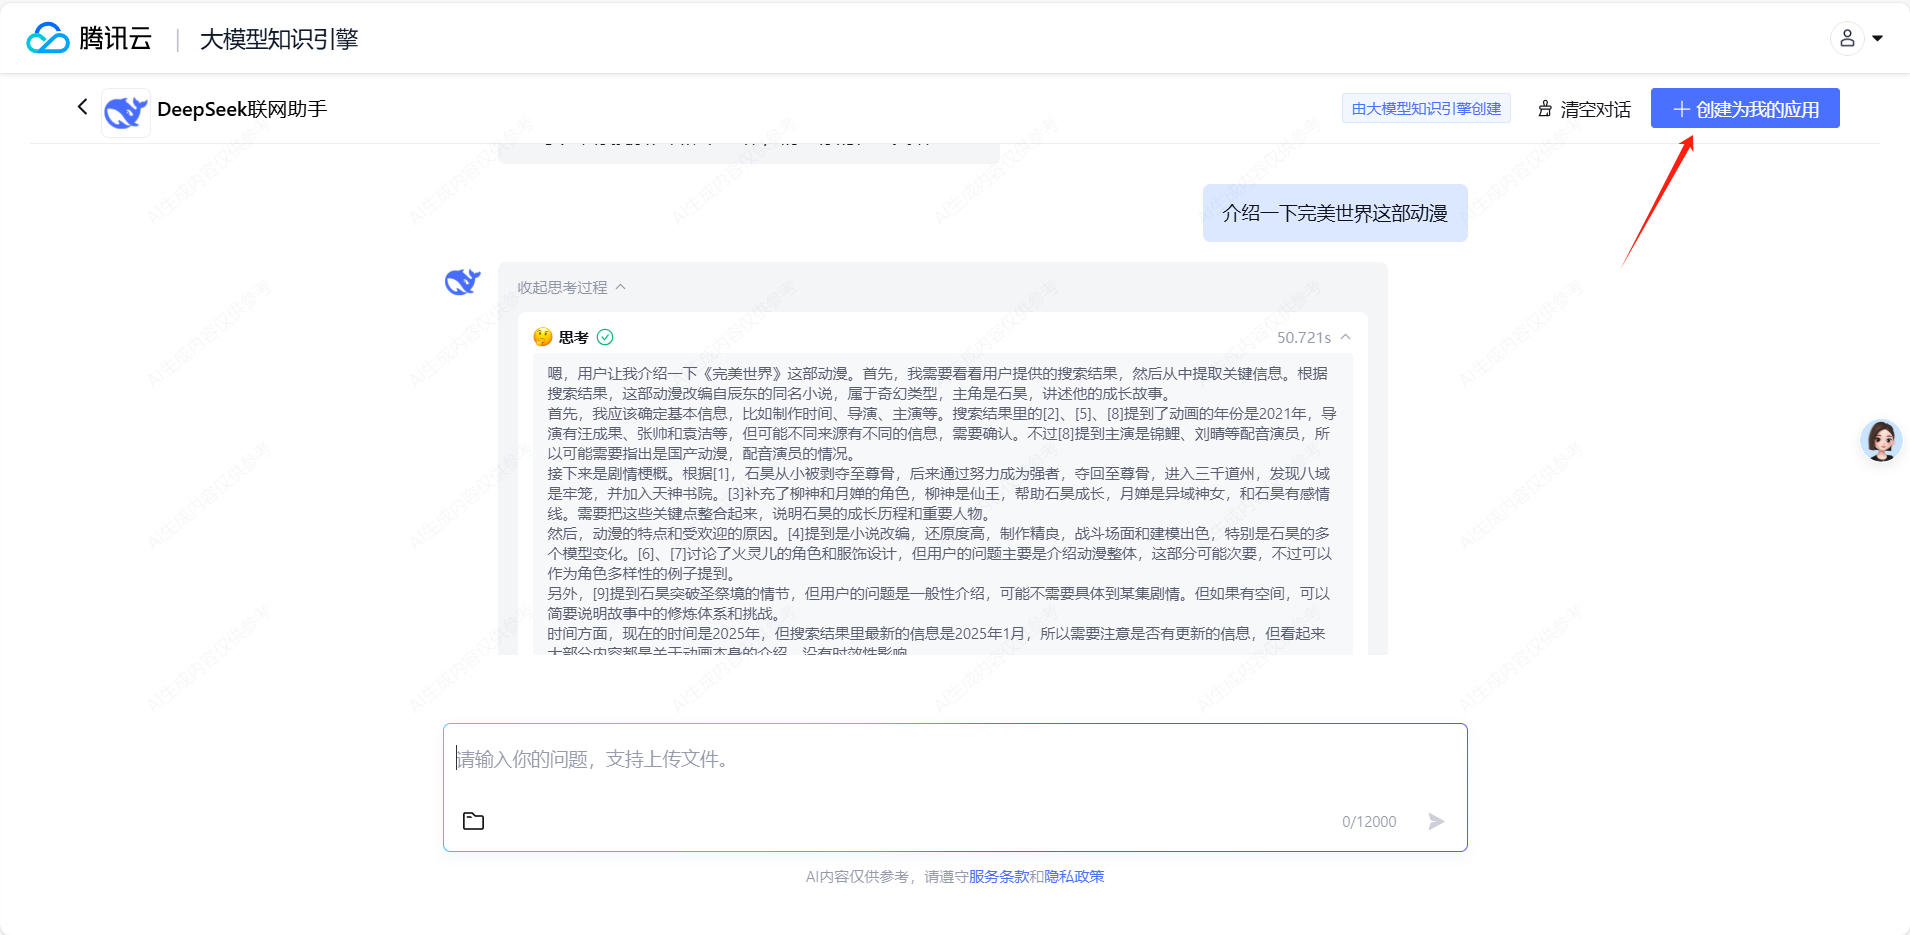 腾讯云 | 大模型知识引擎
DeepSeek联网助手
由大模型知识引擎创建
清空对话
创建为我的应用
介绍一下完美世界这部动漫
收起思考过程
思考
50.721s
嗯，用户让我介绍一下《完美世界》这部动漫。首先，我需要看看用户提供的搜索结果，然后从中提取关键信息。根据
搜索结果，这部动漫改编自辰东的同名小说，属于奇幻类型，主角是石昊，讲述他的成长故事。
首先，我应该确定基本信息，比如制作时间、导演、主演等。搜索结果里的[2]、[5]、[8]提到了动画的年份是2021年，导
演有汪成果、张帅和袁洁等，但可能不同来源有不同的信息，需要确认。不过[8]提到主演是锦鲤、刘晴等配音演员，所
以可能需要指出是国产动漫，配音演员的情况。
接下来是剧情梗概。根据[1]，石昊从小被剥夺至尊骨，后来通过努力成为强者，夺回至尊骨，进入三千道州，发现八域
是牢笼，并加入天神书院。[3]补充了柳神和月婵的角色，柳神是仙王，帮助石昊成长，月婵是异域神女，和石昊有感情
线。需要把这些关键点整合起来，说明石昊的成长历程和重要人物。
然后，动漫的特点和受欢迎的原因。[4]提到是小说改编，还原度高，制作精良，战斗场面和建模出色，特别是石昊的多
个模型变化。[6]、[7]讨论了火灵儿的角色和服饰设计，但用户的问题主要是介绍动漫整体，这部分可能次要，不过可以
作为角色多样性的例子提到。
另外，[9]提到石昊突破圣祭境的情节，但用户的问题是一般性介绍，可能不需要具体到某集剧情。但如果有空间，可以
简要说明故事中的修炼体系和挑战。
时间方面，现在的时间是2025年，但搜索结果里最新的信息是2025年1月，所以需要注意是否有更新的信息，但看起来
大部分内容都是关于动画本身的介绍，没有时效性影响。
请输入你的问题，支持上传文件。
0/12000
AI内容仅供参考，请遵守服务条款和隐私政策
AI生成内容仅供参考